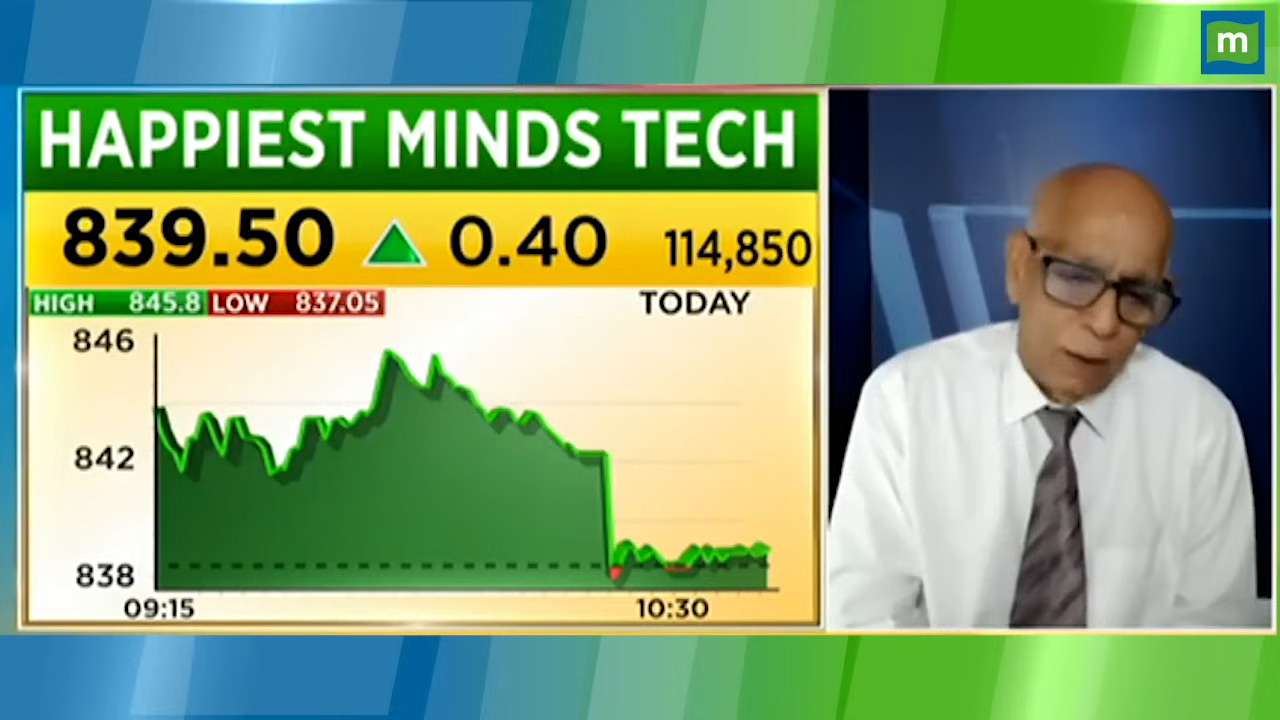 m
HAPPIEST MINDS TECH
839.50 ▲ 0.40 114,850
HIGH 845.8 LOW 837.05 TODAY
846
842
838
09:15 10:30